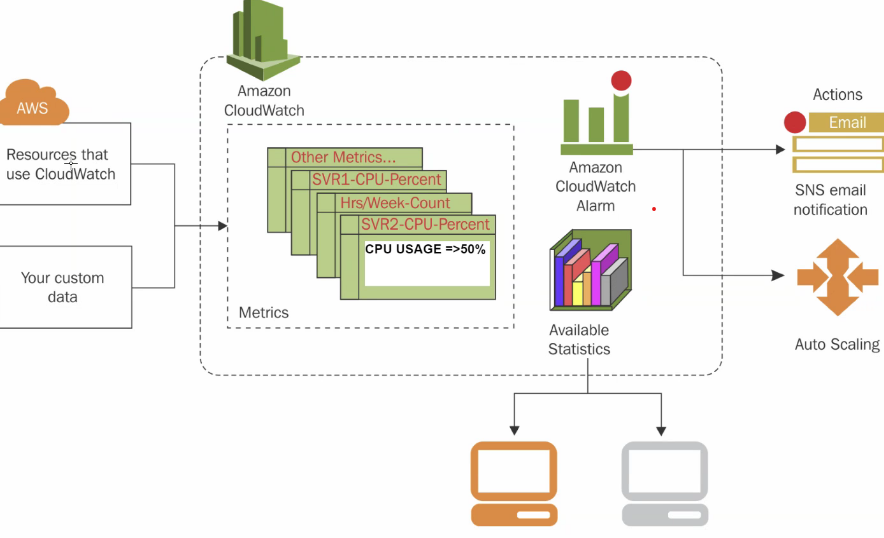 Amazon
CloudWatch
AWS
Resources that
use CloudWatch
Your custom
data
Other Metrics...
SVR1-CPU-Percent
Hrs/Week-Count
SVR2-CPU-Percent
CPU USAGE =>50%
Metrics
Amazon
CloudWatch
Alarm
Available
Statistics
Actions
Email
SNS email
notification
Auto Scaling